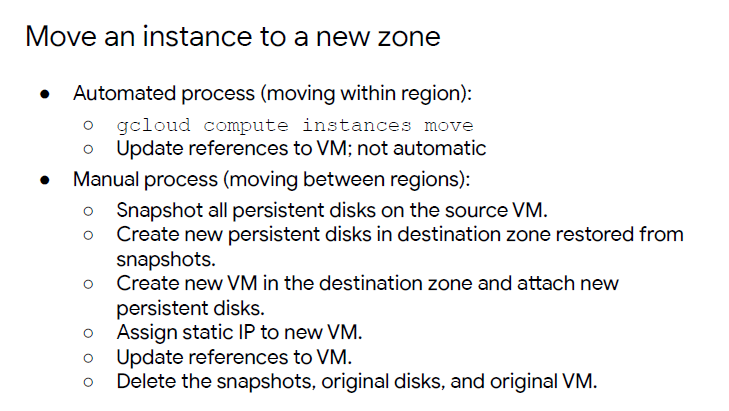 Move an instance to a new zone
● Automated process (moving within region):
○ gcloud compute instances move
○ Update references to VM; not automatic
● Manual process (moving between regions):
○ Snapshot all persistent disks on the source VM.
○ Create new persistent disks in destination zone restored from
snapshots.
○ Create new VM in the destination zone and attach new
persistent disks.
○ Assign static IP to new VM.
○ Update references to VM.
○ Delete the snapshots, original disks, and original VM.